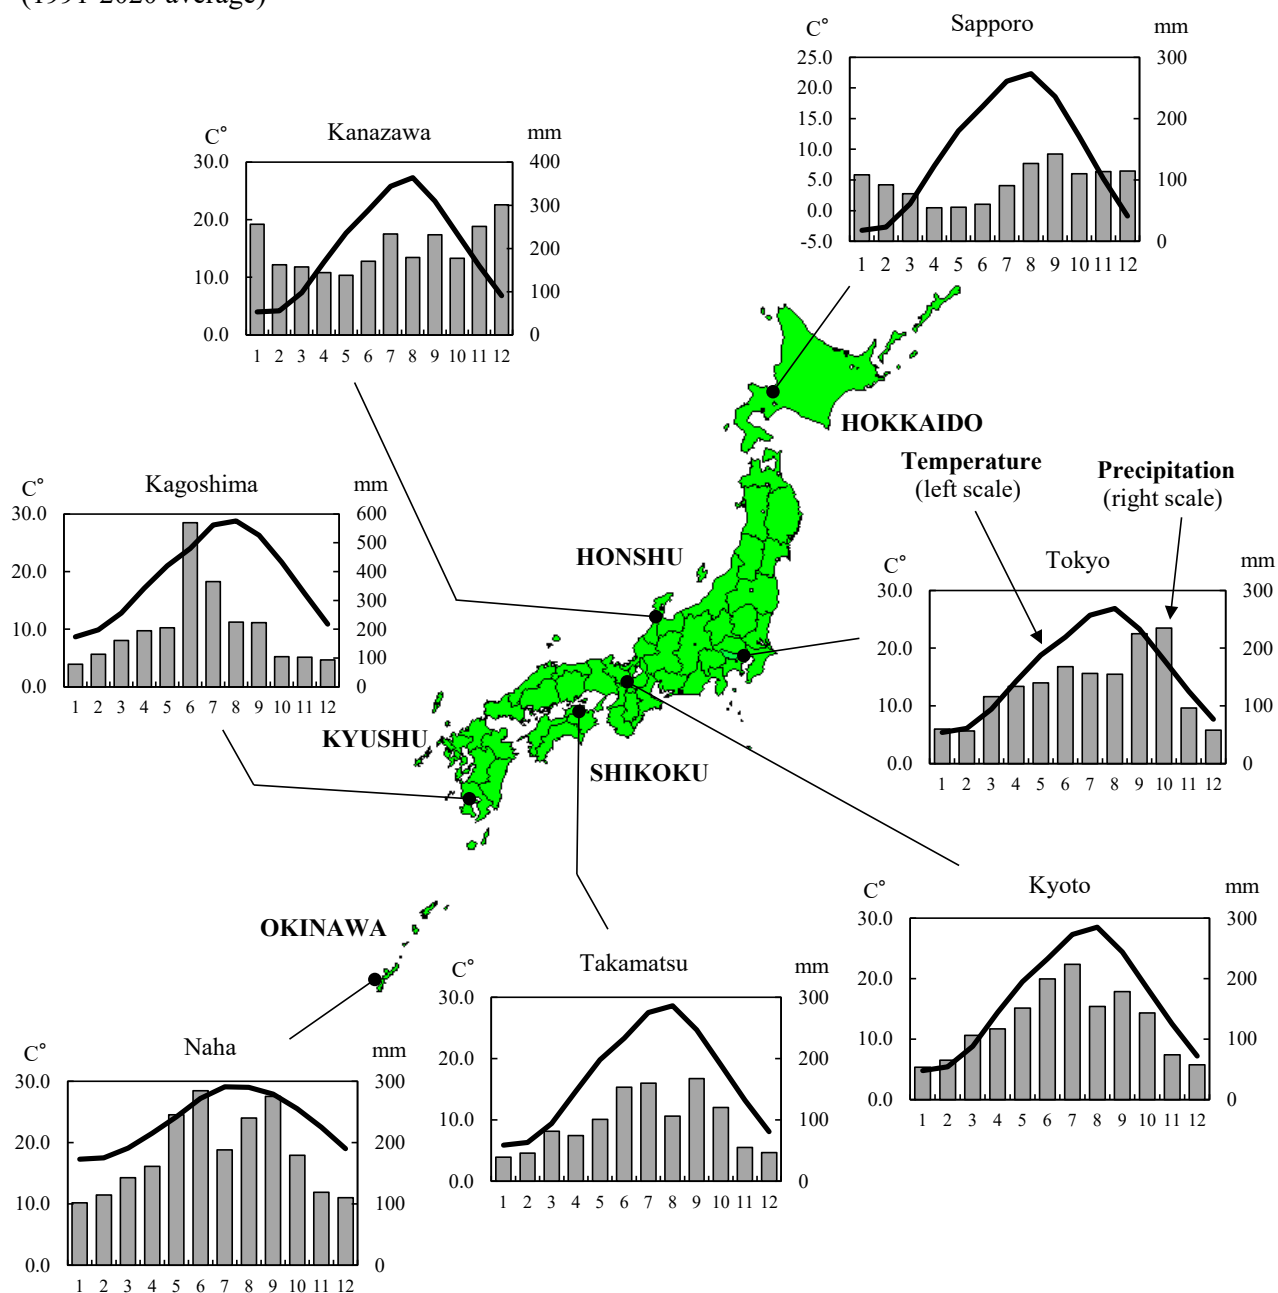 (1991-2020 average)
Sapporo
C° mm
25.0 300
20.0
15.0 200
10.0
5.0 100
0.0
-5.0 0
1 2 3 4 5 6 7 8 9 10 11 12
Kanazawa
C° mm
30.0 400
300
20.0
200
10.0
100
0.0 0
1 2 3 4 5 6 7 8 9 10 11 12
HOKKAIDO
Temperature
(left scale)
Precipitation
(right scale)
Kagoshima
C° mm
30.0 600
500
20.0 400
300
10.0 200
100
0.0 0
1 2 3 4 5 6 7 8 9 10 11 12
HONSHU
Tokyo
C° mm
30.0 300
20.0 200
10.0 100
0.0 0
1 2 3 4 5 6 7 8 9 10 11 12
KYUSHU
SHIKOKU
Kyoto
C° mm
30.0 300
20.0 200
10.0 100
0.0 0
1 2 3 4 5 6 7 8 9 10 11 12
OKINAWA
Takamatsu
C° mm
30.0 300
20.0 200
10.0 100
0.0 0
1 2 3 4 5 6 7 8 9 10 11 12
Naha
C° mm
30.0 300
20.0 200
10.0 100
0.0 0
1 2 3 4 5 6 7 8 9 10 11 12